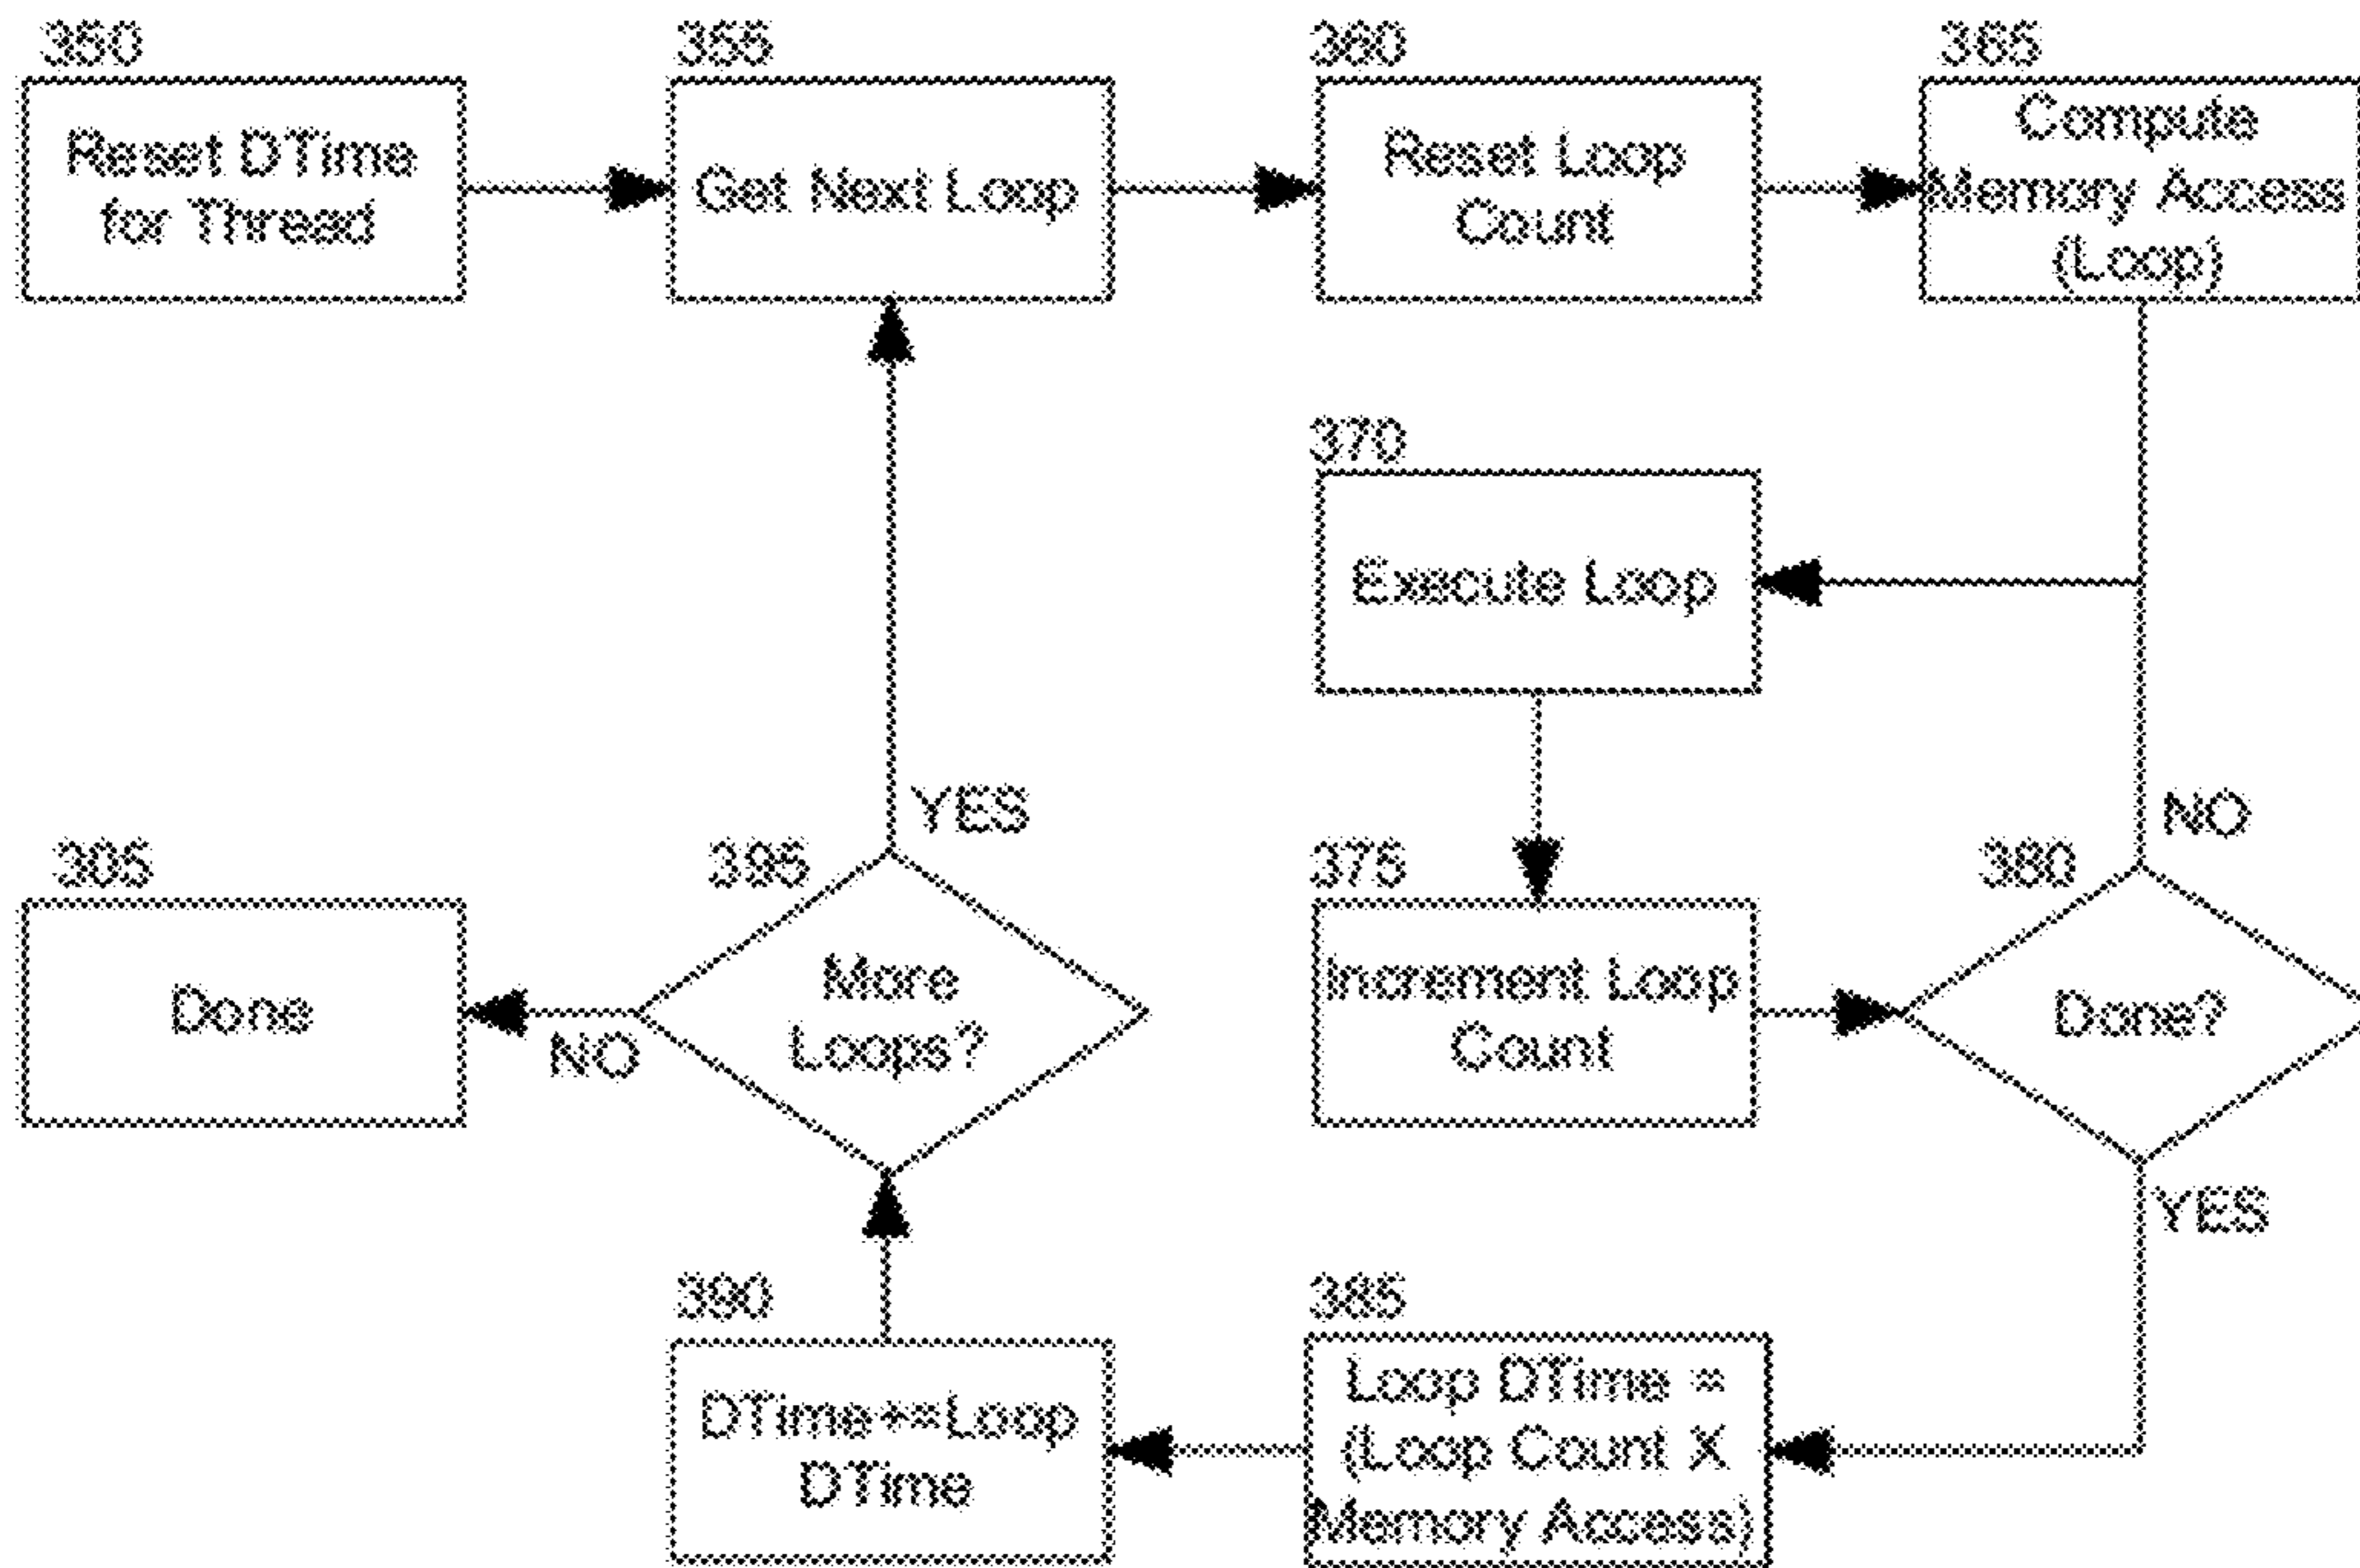 350
Reset DTime
for Thread
355
Get Next Loop
360
Reset Loop
Count
365
Compute
Memory Access
(Loop)
370
Execute Loop
305
Done
NO
395
YES
More
Loops?
375
Increment Loop
Count
380
NO
Done?
YES
390
DTime+=Loop
DTime
385
Loop DTime =
(Loop Count X
Memory Access)